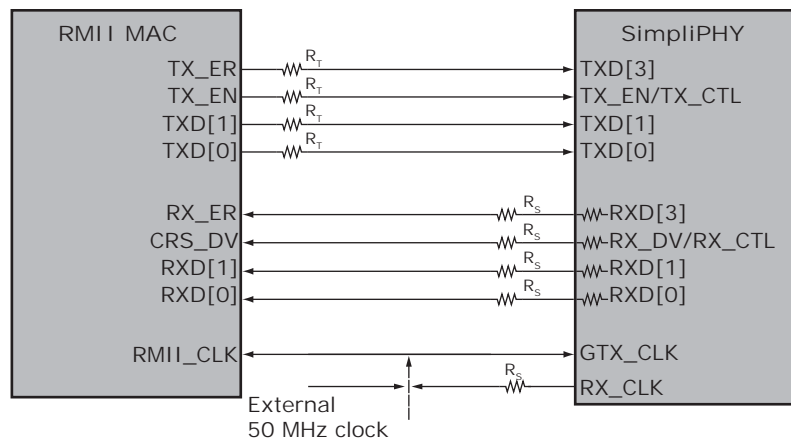 RMII MAC
SimpliPHY
TX_ER
R_T
TXD[3]
TX_EN
R_T
TX_EN/TX_CTL
TXD[1]
R_T
TXD[1]
TXD[0]
R_T
TXD[0]
RX_ER
R_S
RXD[3]
CRS_DV
R_S
RX_DV/RX_CTL
RXD[1]
R_S
RXD[1]
RXD[0]
R_S
RXD[0]
RMII_CLK
GTX_CLK
R_S
RX_CLK
External
50 MHz clock